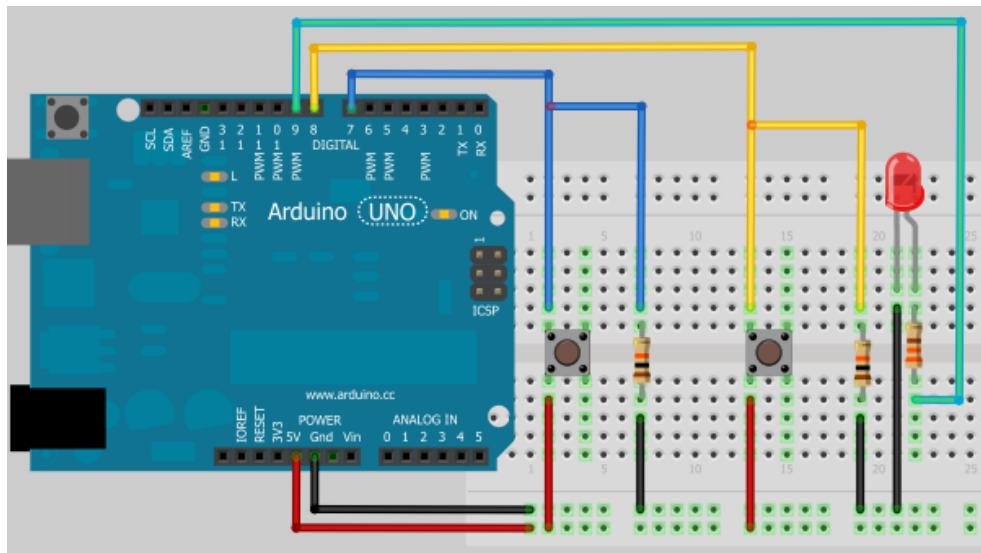 SCL
SDA
AREF
GND
13
12
PWM 11
PWM 10
PWM 9
8
DIGITAL
7
PWM 6
PWM 5
4
PWM 3
2
TX 1
RX 0
L
TX
RX
Arduino UNO
ON
1
ICSP
www.arduino.cc
POWER
ANALOG IN
IOREF
RESET
3V3
5V Gnd Vin
0 1 2 3 4 5
1 5 10 15 20 25
1 5 10 15 20 25